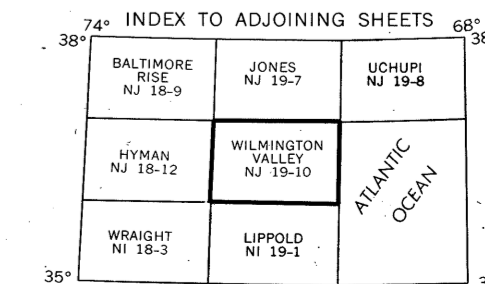 INDEX TO ADJOINING SHEETS
74° 68°
38° 38
BALTIMORE
RISE
NJ 18-9
JONES
NJ 19-7
UCHUPI
NJ 19-8
HYMAN
NJ 18-12
WILMINGTON
VALLEY
NJ 19-10
ATLANTIC
OCEAN
WRAIGHT
NI 18-3
LIPPOLD
NI 19-1
35° 3